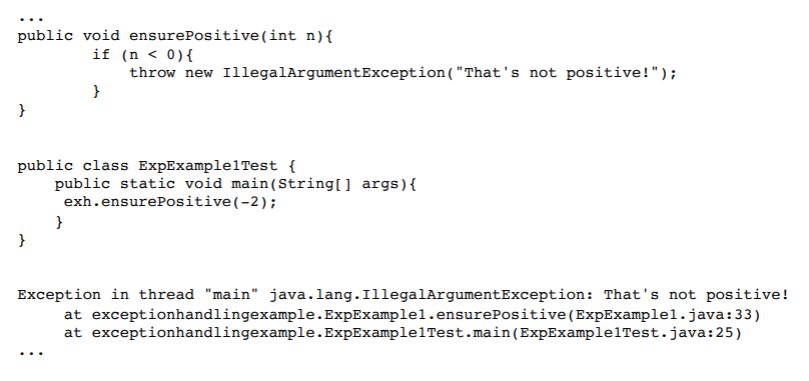 ...
public void ensurePositive(int n){
if (n < 0){
throw new IllegalArgumentException("That's not positive!");
}
}
public class ExpExample1Test {
public static void main(String[] args){
exh.ensurePositive(-2);
}
}
Exception in thread "main" java.lang.IllegalArgumentException: That's not positive!
at exceptionhandlingexample.ExpExample1.ensurePositive(ExpExample1.java:33)
at exceptionhandlingexample.ExpExample1Test.main(ExpExample1Test.java:25)
...